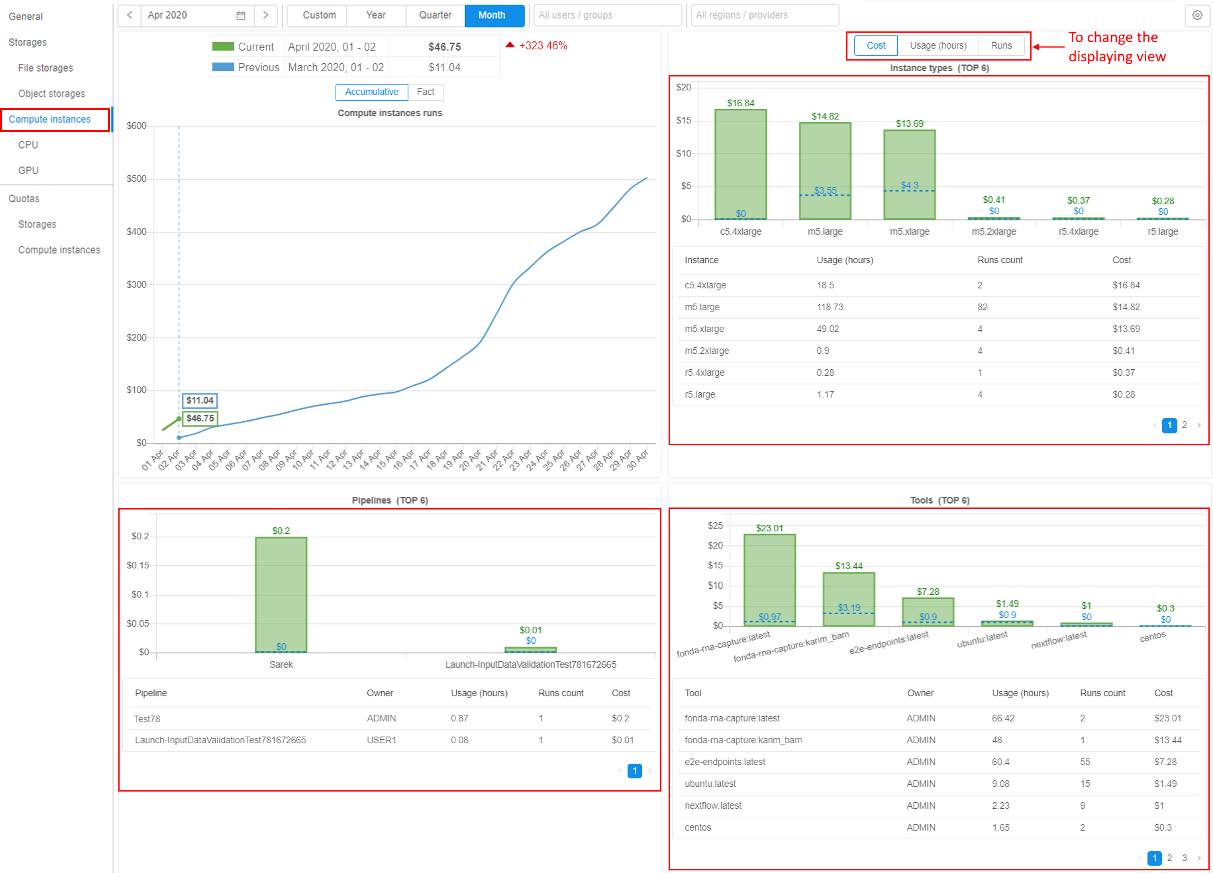 General
Storages
File storages
Object storages
Compute instances
CPU
GPU
Quotas
Storages
Compute instances
Apr 2020
Custom Year Quarter Month
All users / groups
All regions / providers
Current April 2020, 01 - 02 $46.75 +323.46%
Previous March 2020, 01 - 02 $11.04
Accumulative Fact
Compute instances runs
$600
$500
$400
$300
$200
$100
$0
$11.04
$46.75
01 Apr 02 Apr 03 Apr 04 Apr 05 Apr 06 Apr 07 Apr 08 Apr 09 Apr 10 Apr 11 Apr 12 Apr 13 Apr 14 Apr 15 Apr 16 Apr 17 Apr 18 Apr 19 Apr 20 Apr 21 Apr 22 Apr 23 Apr 24 Apr 25 Apr 26 Apr 27 Apr 28 Apr 29 Apr 30 Apr
Cost Usage (hours) Runs
To change the
displaying view
Instance types (TOP 6)
$20
$15
$10
$5
$0
$16.84 $14.82 $13.69 $0.41 $0.37 $0.28
$0 $3.55 $4.3 $0 $0 $0
c5.4xlarge m5.large m5.xlarge m5.2xlarge r5.4xlarge r5.large
Instance Usage (hours) Runs count Cost
c5.4xlarge 18.5 2 $16.84
m5.large 118.73 82 $14.82
m5.xlarge 49.02 4 $13.69
m5.2xlarge 0.9 4 $0.41
r5.4xlarge 0.28 1 $0.37
r5.large 1.17 4 $0.28
1 2
Pipelines (TOP 6)
$0.2
$0.15
$0.1
$0.05
$0
$0.2 $0.01
$0 $0
Sarek Launch-InputDataValidationTest781672665
Pipeline Owner Usage (hours) Runs count Cost
Test78 ADMIN 0.87 1 $0.2
Launch-InputDataValidationTest781672665 USER1 0.08 1 $0.01
1
Tools (TOP 6)
$25
$20
$15
$10
$5
$0
$23.01 $13.44 $7.28 $1.49 $1 $0.3
$0.97 $3.19 $0.9 $0.9 $0 $0
fonda-rna-capture:latest fonda-rna-capture:karim_bam e2e-endpoints:latest ubuntu:latest nextflow:latest centos
Tool Owner Usage (hours) Runs count Cost
fonda-rna-capture:latest ADMIN 66.42 2 $23.01
fonda-rna-capture:karim_bam ADMIN 48 1 $13.44
e2e-endpoints:latest ADMIN 60.4 55 $7.28
ubuntu:latest ADMIN 9.08 15 $1.49
nextflow:latest ADMIN 2.23 9 $1
centos ADMIN 1.65 2 $0.3
1 2 3